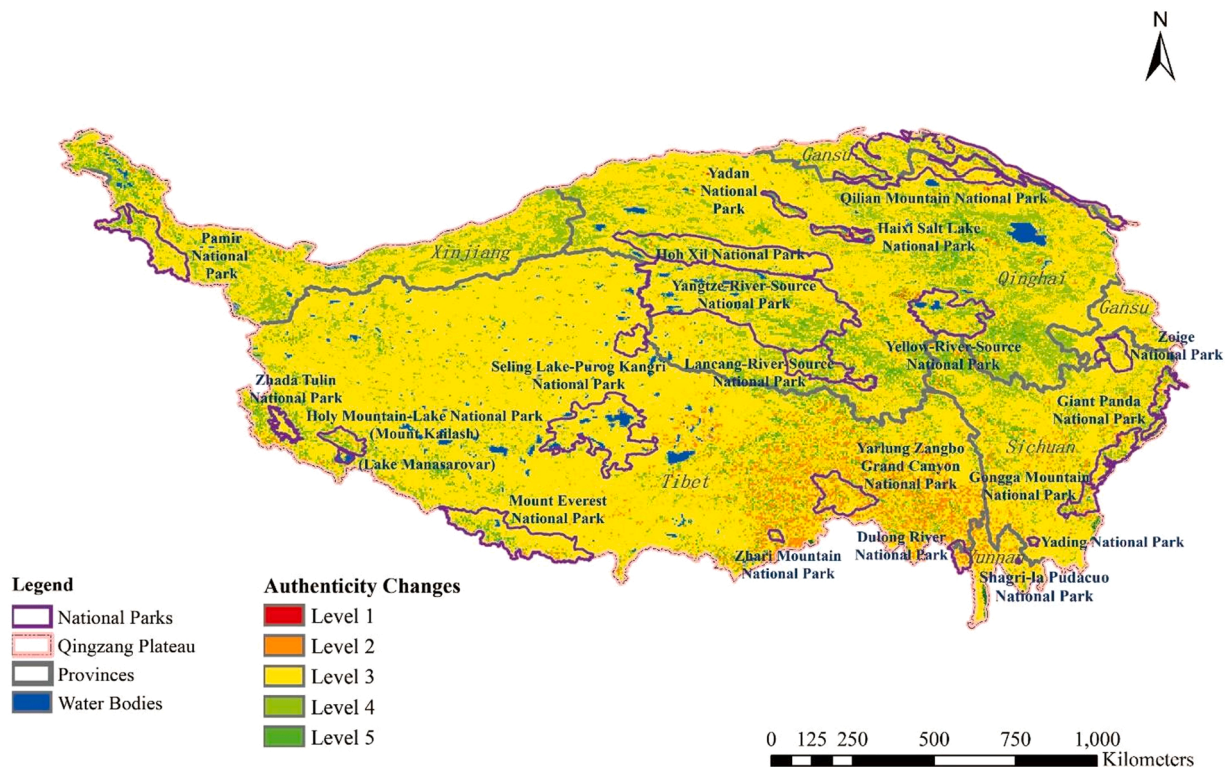 N
Gansu
Yadan
National
Park
Qilian Mountain National Park
Haixi Salt Lake
National Park
Pamir
National
Park
Xinjiang
Hoh Xil National Park
Qinghai
Yangtze-River-Source
National Park
Gansu
Zoige
National Park
Yellow-River-Source
National Park
Seling Lake-Purog Kangri
National Park
Lancang-River-Source
National Park
Zhada Tulin
National Park
Giant Panda
National Park
Holy Mountain-Lake National Park
(Mount Kailash)
(Lake Manasarovar)
Sichuan
Yarlung Zangbo
Grand Canyon
National Park
Gongga Mountain
National Park
Tibet
Mount Everest
National Park
Dulong River
National Park
Yading National Park
Zhari Mountain
National Park
Yunnan
Shagri-la Pudacuo
National Park
Legend
National Parks
Qingzang Plateau
Provinces
Water Bodies
Authenticity Changes
Level 1
Level 2
Level 3
Level 4
Level 5
0 125 250 500 750 1,000
Kilometers